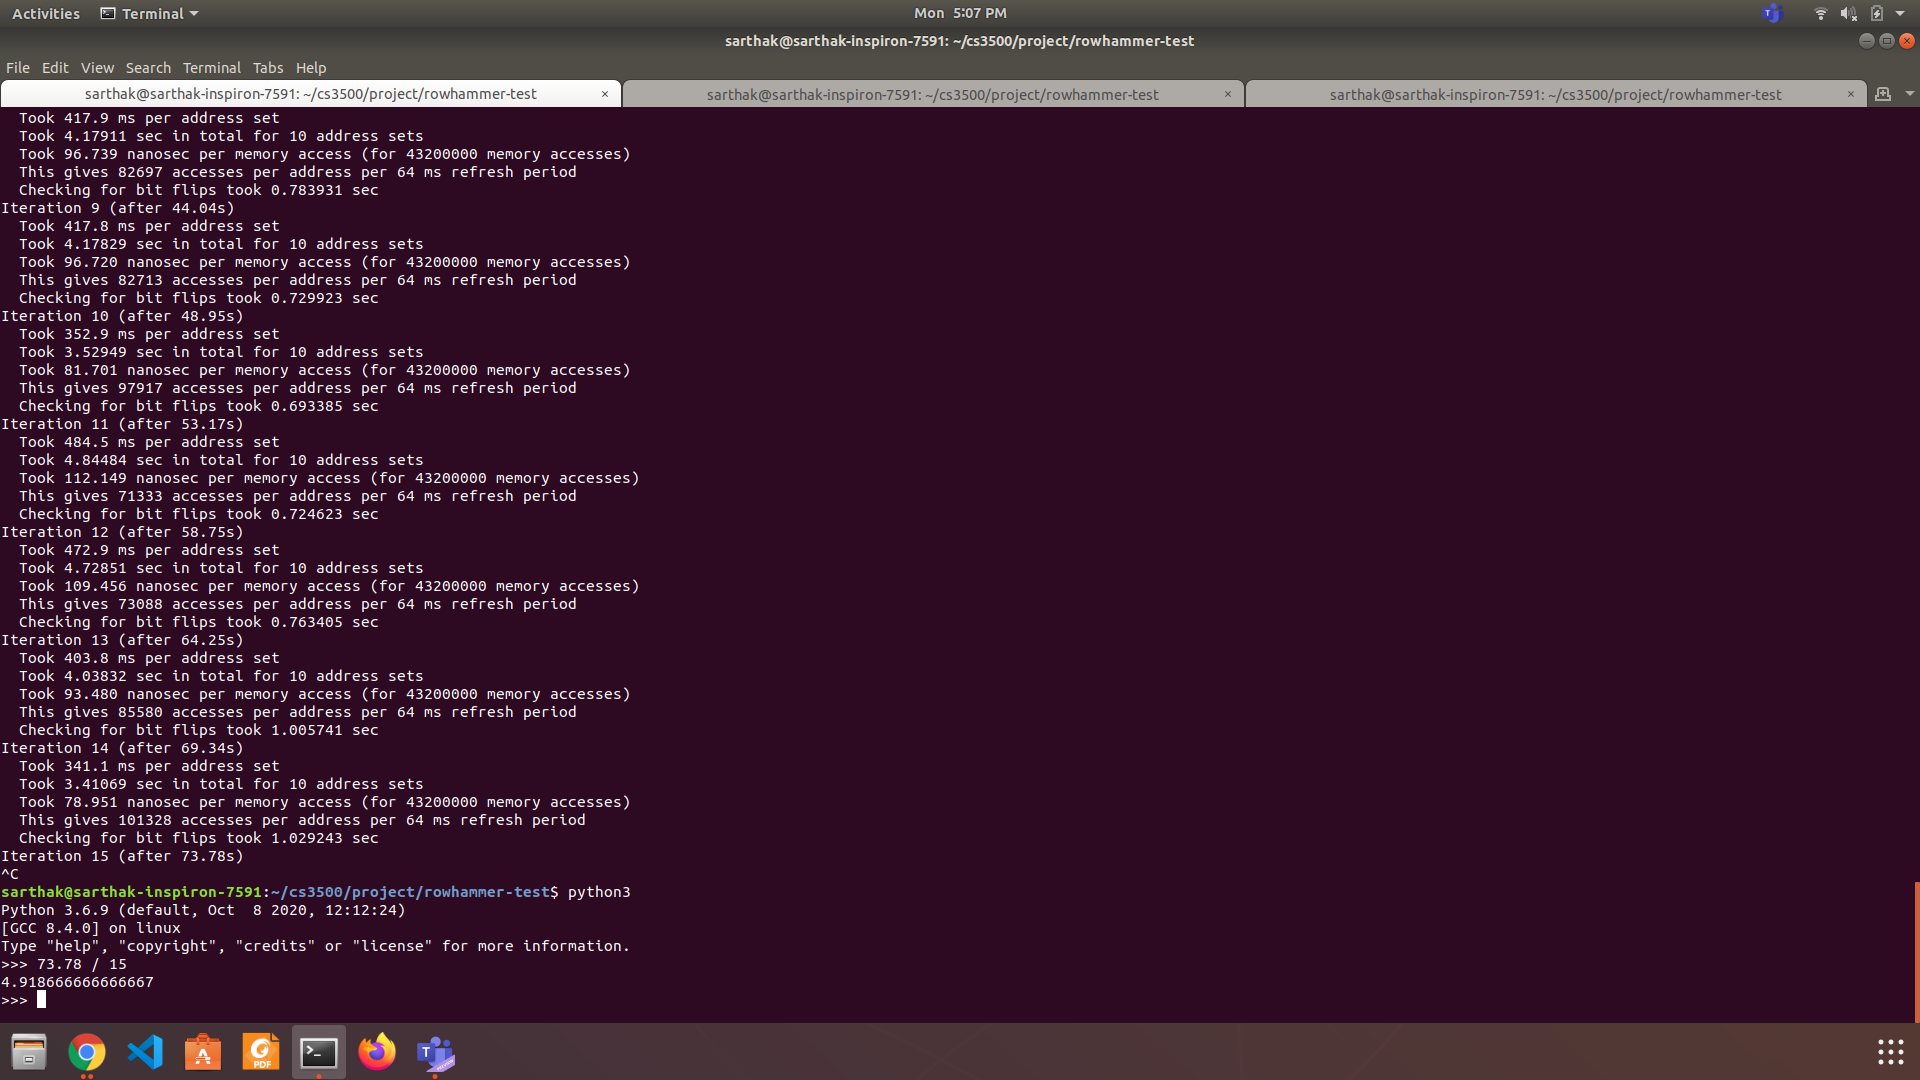 Activities Terminal Mon 5:07 PM
sarthak@sarthak-inspiron-7591: ~/cs3500/project/rowhammer-test
File Edit View Search Terminal Tabs Help
sarthak@sarthak-inspiron-7591: ~/cs3500/project/rowhammer-test × sarthak@sarthak-inspiron-7591: ~/cs3500/project/rowhammer-test × sarthak@sarthak-inspiron-7591: ~/cs3500/project/rowhammer-test ×
  Took 417.9 ms per address set
  Took 4.17911 sec in total for 10 address sets
  Took 96.739 nanosec per memory access (for 43200000 memory accesses)
  This gives 82697 accesses per address per 64 ms refresh period
  Checking for bit flips took 0.783931 sec
Iteration 9 (after 44.04s)
  Took 417.8 ms per address set
  Took 4.17829 sec in total for 10 address sets
  Took 96.720 nanosec per memory access (for 43200000 memory accesses)
  This gives 82713 accesses per address per 64 ms refresh period
  Checking for bit flips took 0.729923 sec
Iteration 10 (after 48.95s)
  Took 352.9 ms per address set
  Took 3.52949 sec in total for 10 address sets
  Took 81.701 nanosec per memory access (for 43200000 memory accesses)
  This gives 97917 accesses per address per 64 ms refresh period
  Checking for bit flips took 0.693385 sec
Iteration 11 (after 53.17s)
  Took 484.5 ms per address set
  Took 4.84484 sec in total for 10 address sets
  Took 112.149 nanosec per memory access (for 43200000 memory accesses)
  This gives 71333 accesses per address per 64 ms refresh period
  Checking for bit flips took 0.724623 sec
Iteration 12 (after 58.75s)
  Took 472.9 ms per address set
  Took 4.72851 sec in total for 10 address sets
  Took 109.456 nanosec per memory access (for 43200000 memory accesses)
  This gives 73088 accesses per address per 64 ms refresh period
  Checking for bit flips took 0.763405 sec
Iteration 13 (after 64.25s)
  Took 403.8 ms per address set
  Took 4.03832 sec in total for 10 address sets
  Took 93.480 nanosec per memory access (for 43200000 memory accesses)
  This gives 85580 accesses per address per 64 ms refresh period
  Checking for bit flips took 1.005741 sec
Iteration 14 (after 69.34s)
  Took 341.1 ms per address set
  Took 3.41069 sec in total for 10 address sets
  Took 78.951 nanosec per memory access (for 43200000 memory accesses)
  This gives 101328 accesses per address per 64 ms refresh period
  Checking for bit flips took 1.029243 sec
Iteration 15 (after 73.78s)
^C
sarthak@sarthak-inspiron-7591:~/cs3500/project/rowhammer-test$ python3
Python 3.6.9 (default, Oct  8 2020, 12:12:24)
[GCC 8.4.0] on linux
Type "help", "copyright", "credits" or "license" for more information.
>>> 73.78 / 15
4.918666666666667
>>>
PDF